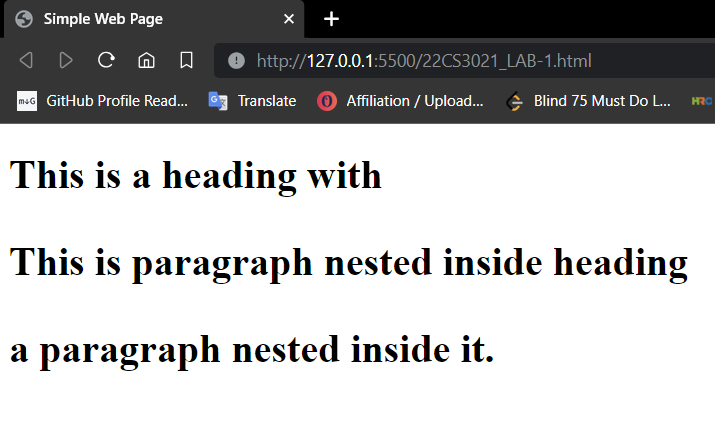 Simple Web Page
http://127.0.0.1:5500/22CS3021_LAB-1.html
M↓G GitHub Profile Read... Translate Affiliation / Upload... Blind 75 Must Do L... HRC
This is a heading with
This is paragraph nested inside heading
a paragraph nested inside it.